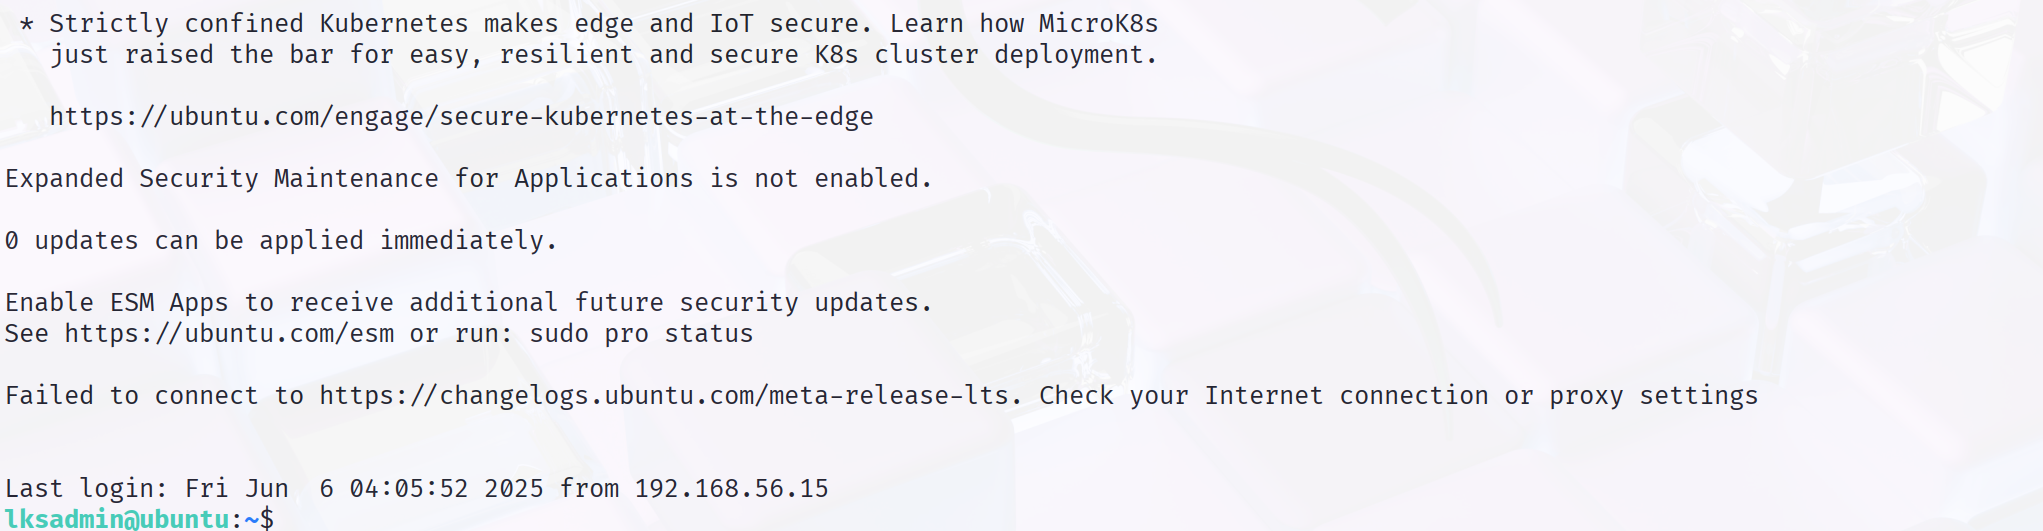 * Strictly confined Kubernetes makes edge and IoT secure. Learn how MicroK8s
just raised the bar for easy, resilient and secure K8s cluster deployment.
https://ubuntu.com/engage/secure-kubernetes-at-the-edge
Expanded Security Maintenance for Applications is not enabled.
0 updates can be applied immediately.
Enable ESM Apps to receive additional future security updates.
See https://ubuntu.com/esm or run: sudo pro status
Failed to connect to https://changelogs.ubuntu.com/meta-release-lts. Check your Internet connection or proxy settings
Last login: Fri Jun  6 04:05:52 2025 from 192.168.56.15
lksadmin@ubuntu:~$